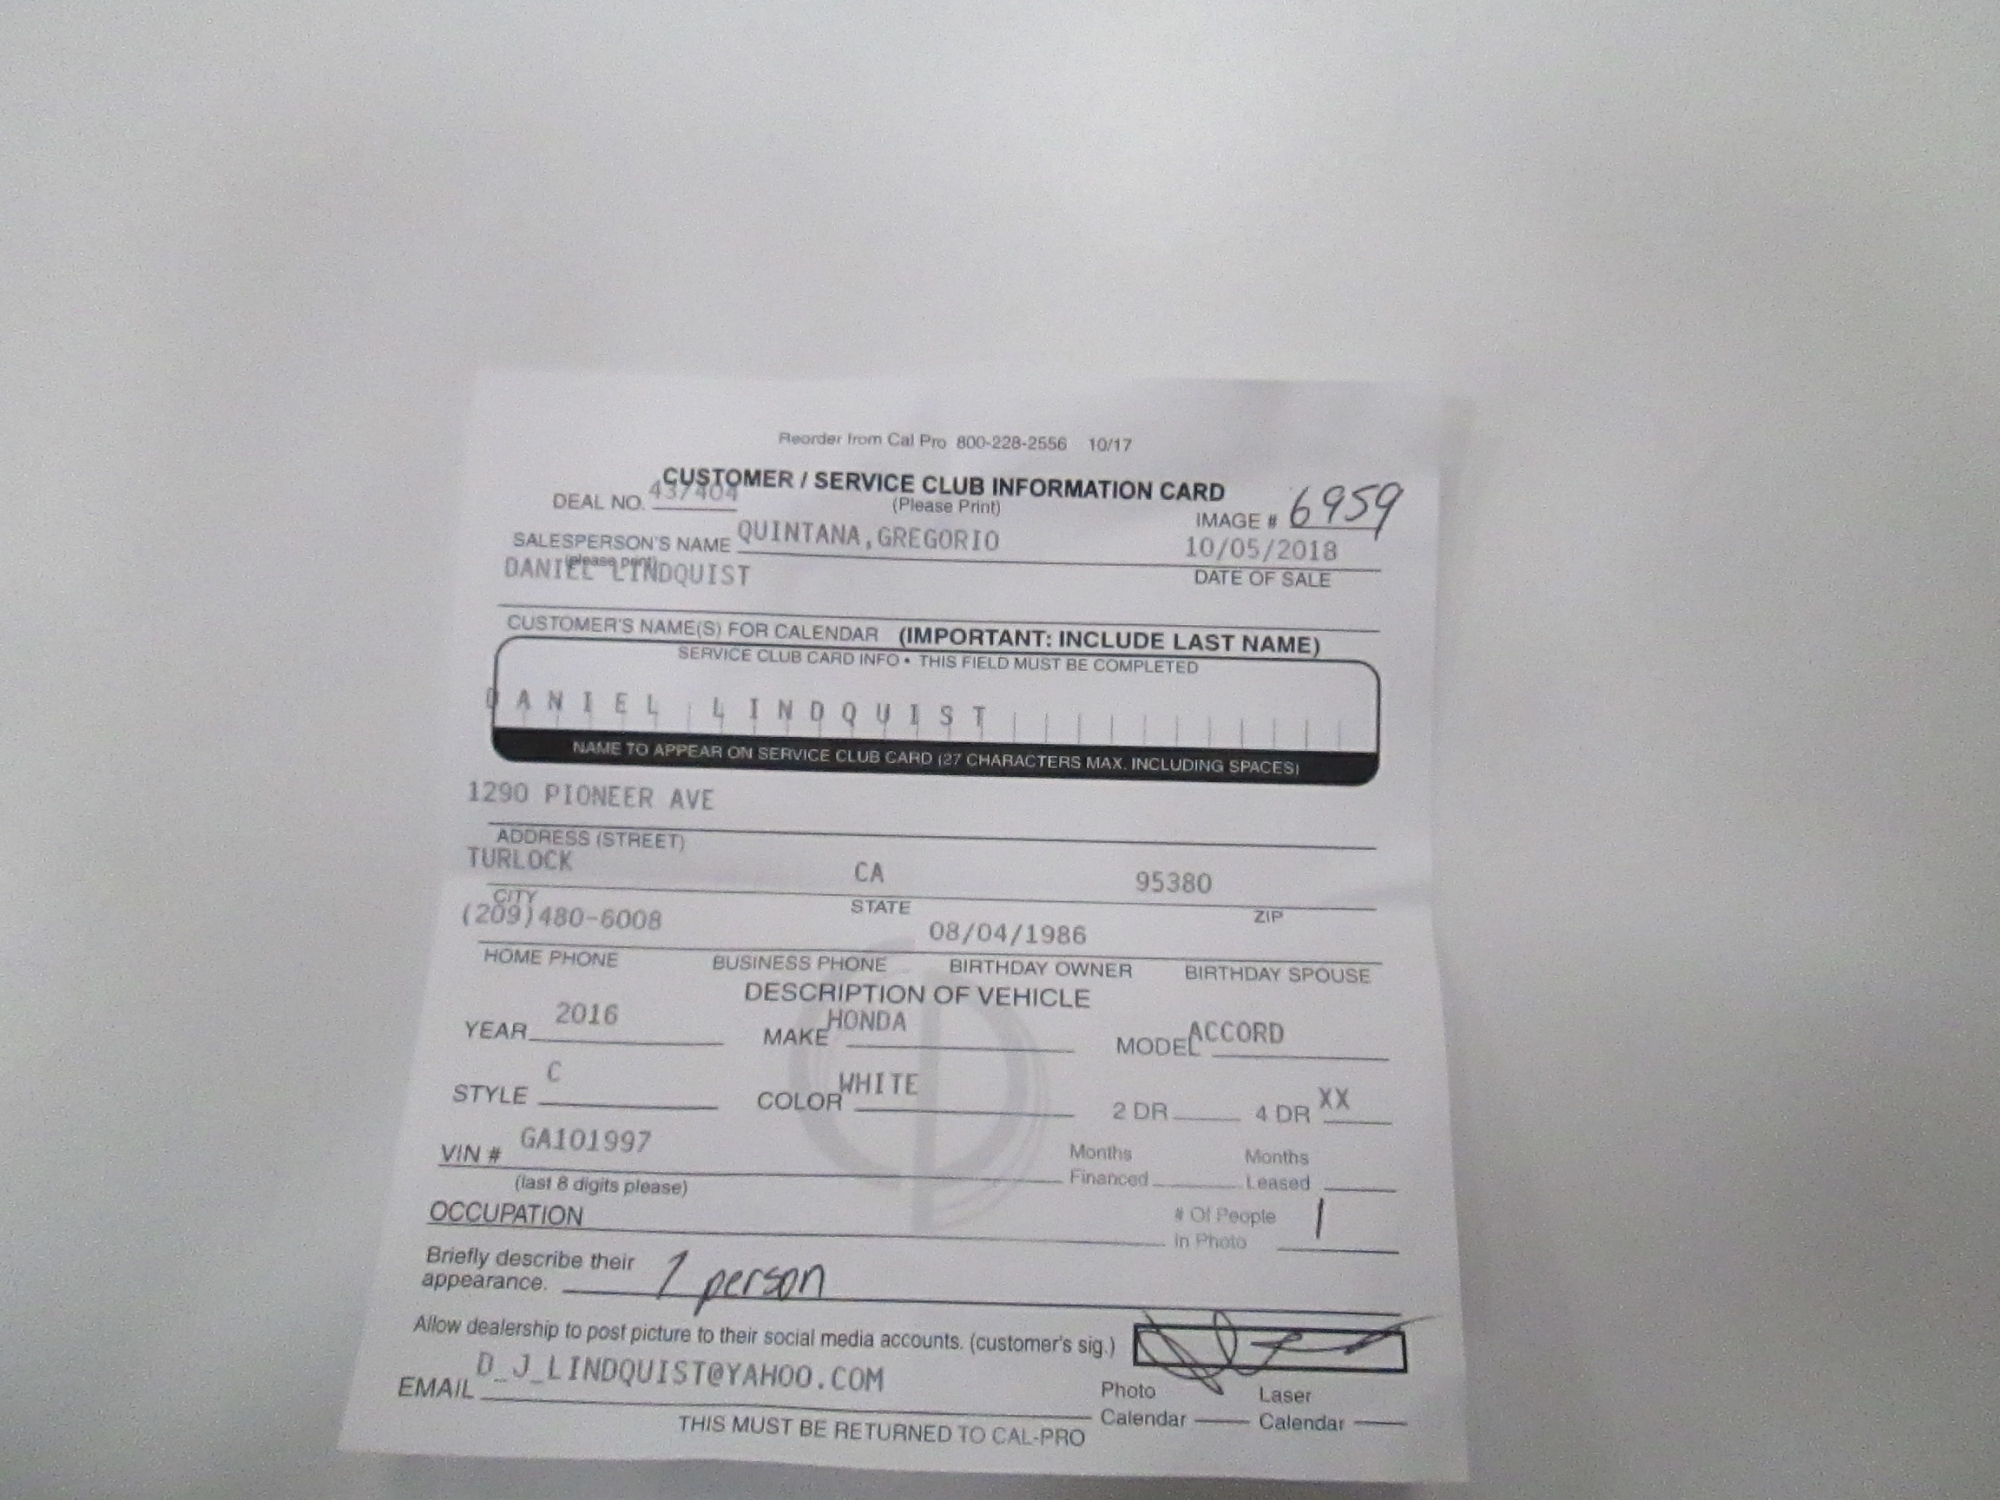 Reorder from Cal Pro 800-228-2556 10/17
CUSTOMER / SERVICE CLUB INFORMATION CARD
DEAL NO. 437404 (Please Print) IMAGE # 6959
SALESPERSON'S NAME QUINTANA,GREGORIO 10/05/2018
(please print) DATE OF SALE
DANIEL LINDQUIST
CUSTOMER'S NAME(S) FOR CALENDAR (IMPORTANT: INCLUDE LAST NAME)
SERVICE CLUB CARD INFO • THIS FIELD MUST BE COMPLETED
DANIEL LINDQUIST
NAME TO APPEAR ON SERVICE CLUB CARD (27 CHARACTERS MAX. INCLUDING SPACES)
1290 PIONEER AVE
ADDRESS (STREET)
TURLOCK CA 95380
CITY STATE ZIP
(209)480-6008 08/04/1986
HOME PHONE BUSINESS PHONE BIRTHDAY OWNER BIRTHDAY SPOUSE
DESCRIPTION OF VEHICLE
YEAR 2016 MAKE HONDA MODEL ACCORD
STYLE C COLOR WHITE 2 DR 4 DR XX
VIN # GA101997 Months Financed Months Leased
(last 8 digits please)
OCCUPATION # Of People in Photo 1
Briefly describe their
appearance. 1 person
Allow dealership to post picture to their social media accounts. (customer's sig.)
EMAIL D_J_LINDQUIST@YAHOO.COM Photo Calendar Laser Calendar
THIS MUST BE RETURNED TO CAL-PRO